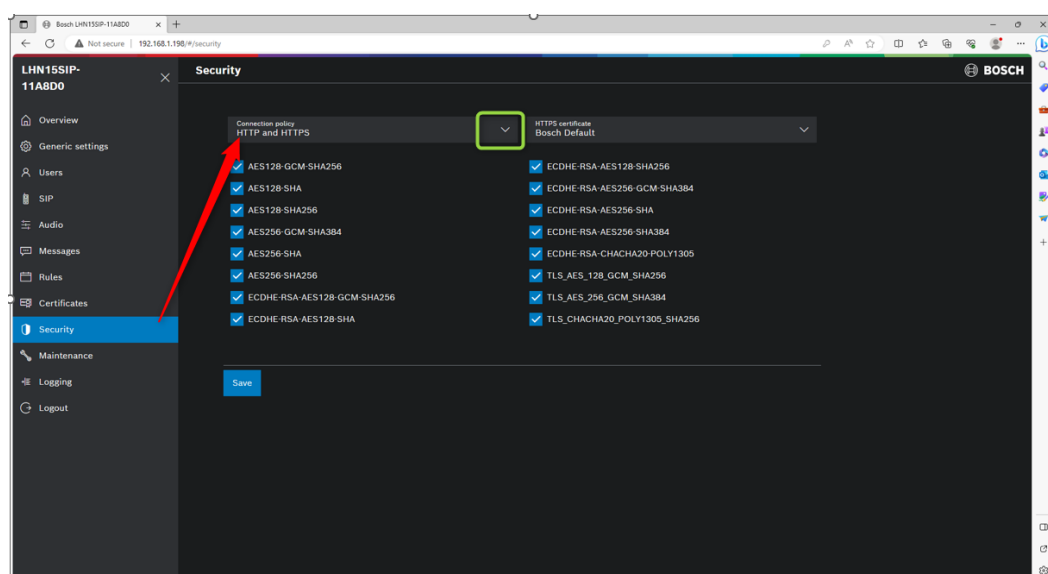 Bosch LHN15SIP-11A8D0
Not secure 192.168.1.198/#/security
LHN15SIP-
11A8D0
Security
BOSCH
Overview
Generic settings
Users
SIP
Audio
Messages
Rules
Certificates
Security
Maintenance
Logging
Logout
Connection policy
HTTP and HTTPS
HTTPS certificate
Bosch Default
AES128-GCM-SHA256
AES128-SHA
AES128-SHA256
AES256-GCM-SHA384
AES256-SHA
AES256-SHA256
ECDHE-RSA-AES128-GCM-SHA256
ECDHE-RSA-AES128-SHA
ECDHE-RSA-AES128-SHA256
ECDHE-RSA-AES256-GCM-SHA384
ECDHE-RSA-AES256-SHA
ECDHE-RSA-AES256-SHA384
ECDHE-RSA-CHACHA20-POLY1305
TLS_AES_128_GCM_SHA256
TLS_AES_256_GCM_SHA384
TLS_CHACHA20_POLY1305_SHA256
Save